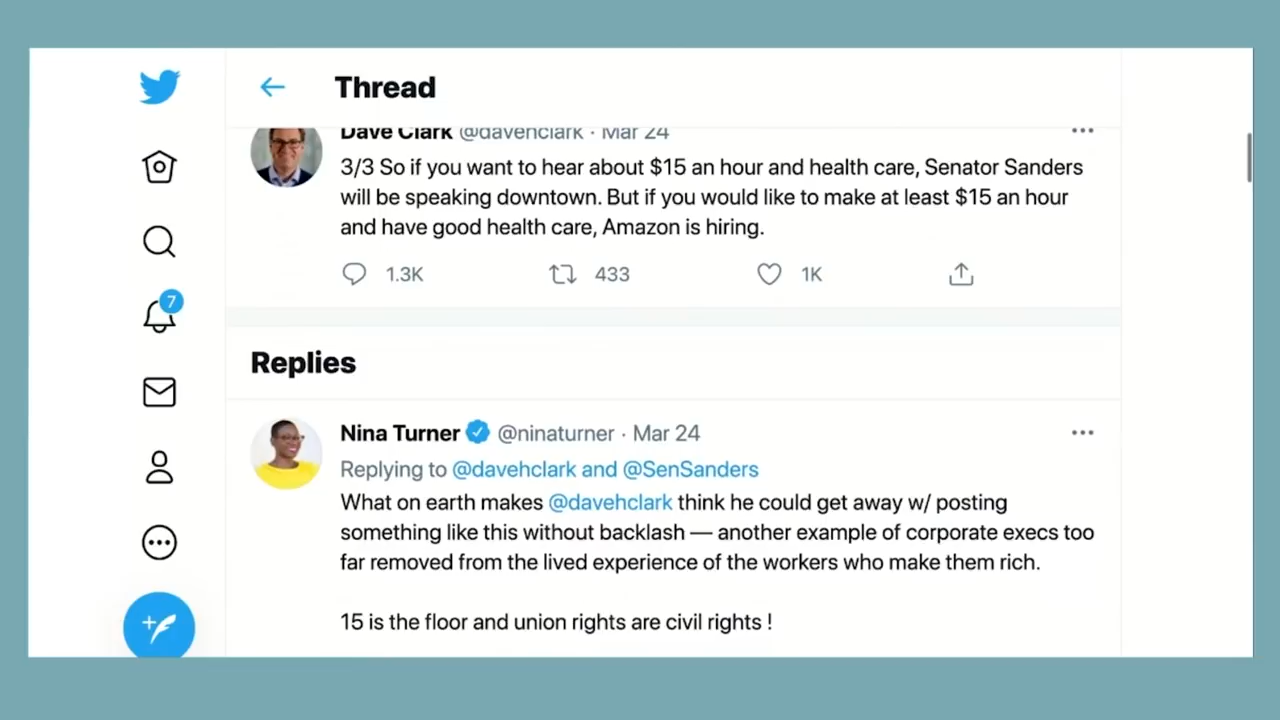 Thread
Dave Clark @davehclark · Mar 24
3/3 So if you want to hear about $15 an hour and health care, Senator Sanders
will be speaking downtown. But if you would like to make at least $15 an hour
and have good health care, Amazon is hiring.
1.3K 433 1K
7
Replies
Nina Turner @ninaturner · Mar 24
Replying to @davehclark and @SenSanders
What on earth makes @davehclark think he could get away w/ posting
something like this without backlash — another example of corporate execs too
far removed from the lived experience of the workers who make them rich.
15 is the floor and union rights are civil rights !